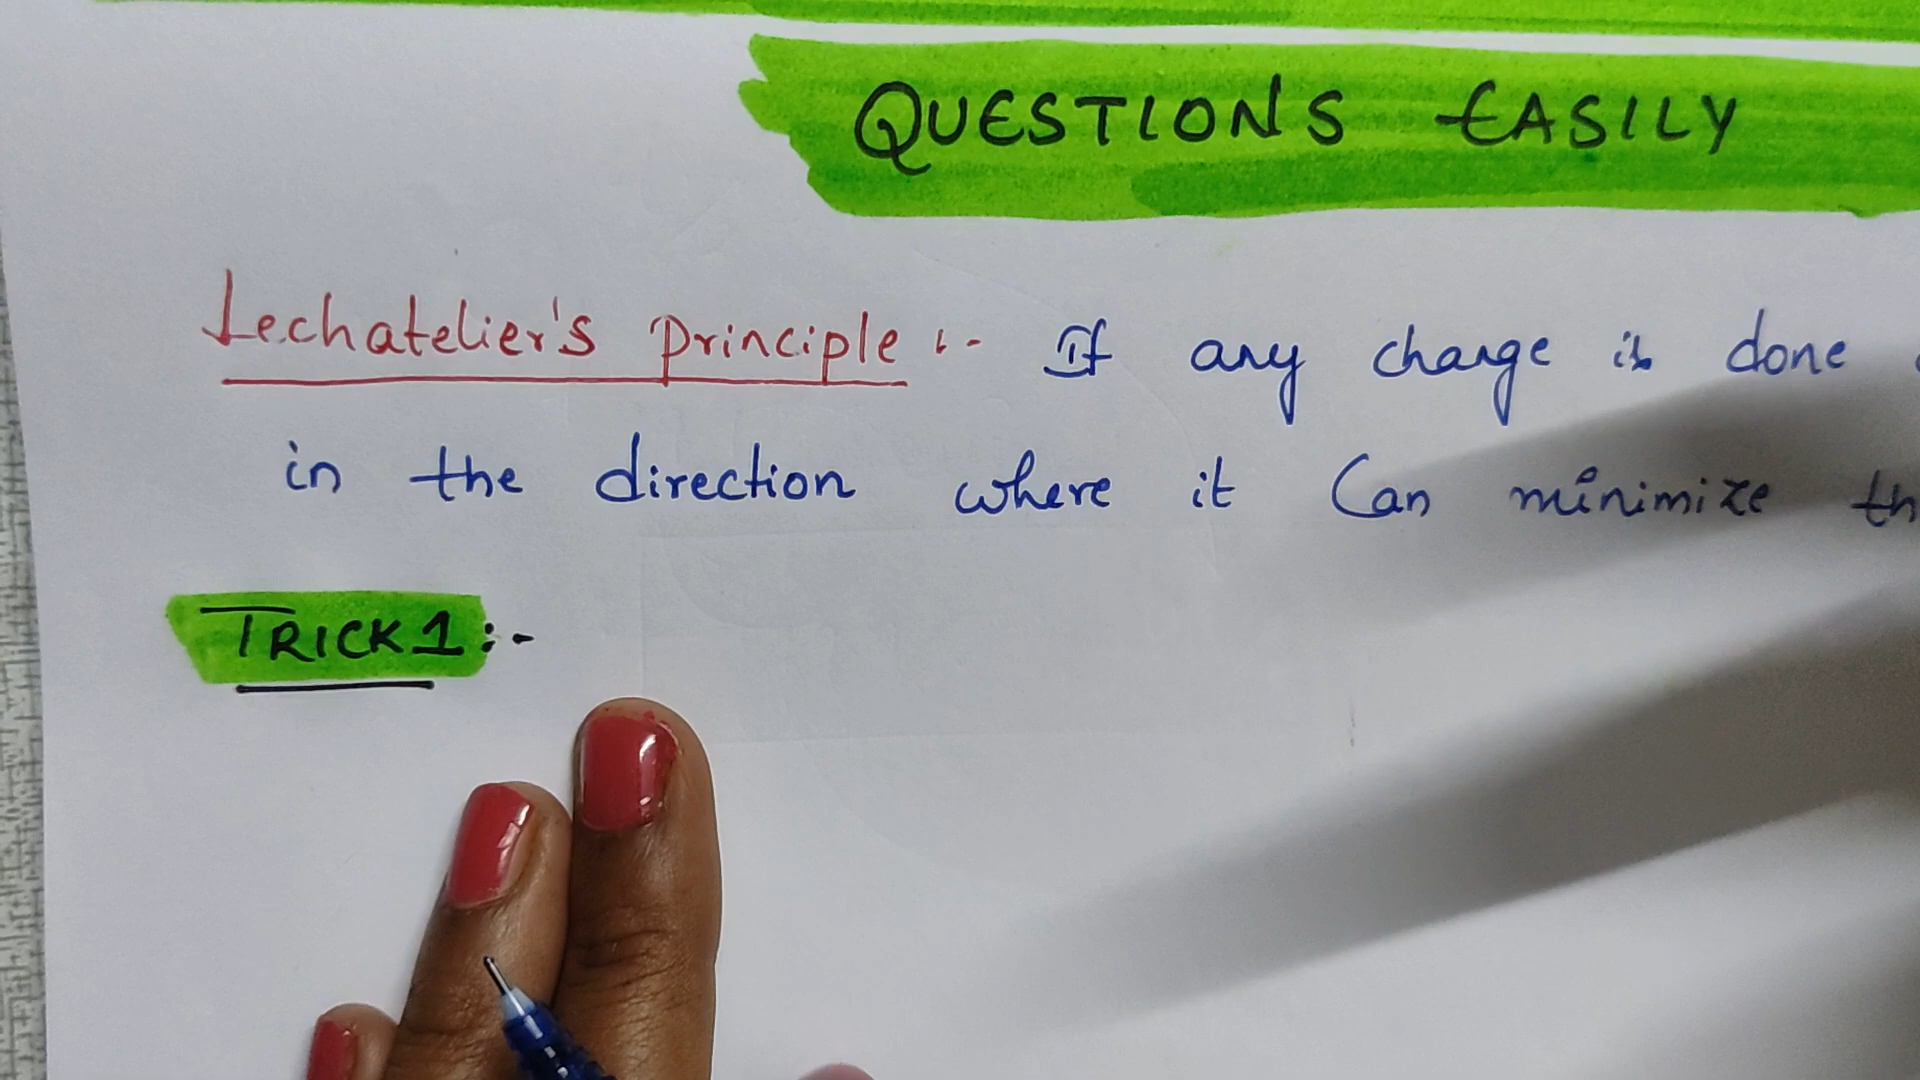 QUESTIONS EASILY
Lechatelier's Principle :- If any change is done
in the direction where it Can minimize
TRICK 1 :-